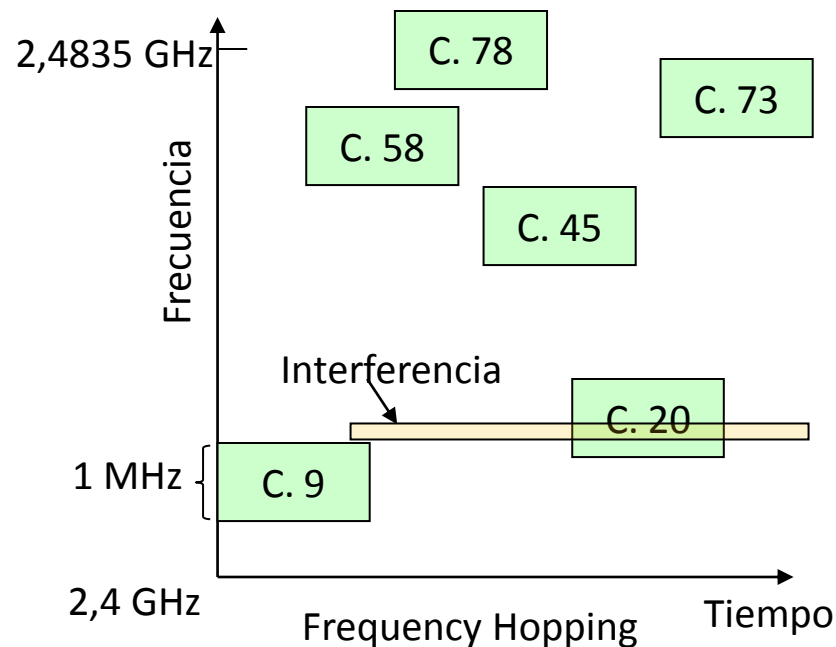 2,4835 GHz
C. 78
C. 73
C. 58
C. 45
Frecuencia
Interferencia
C. 20
1 MHz
C. 9
2,4 GHz
Frequency Hopping
Tiempo